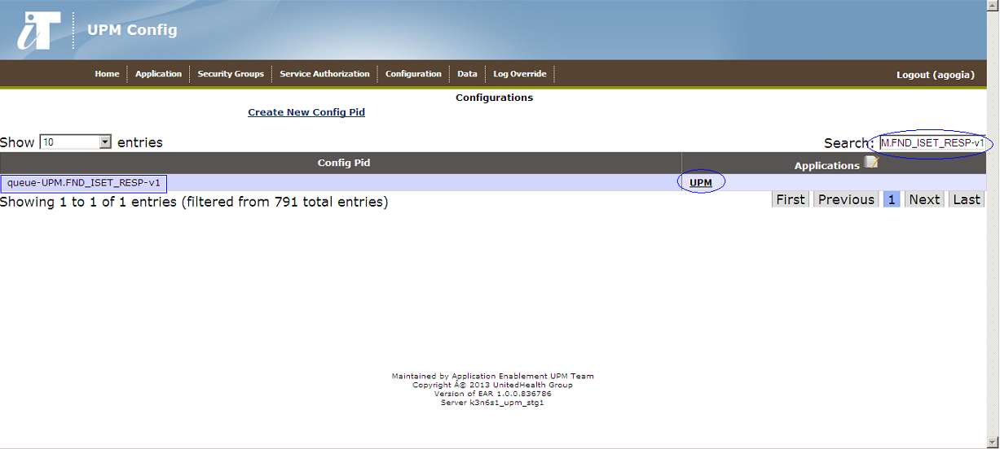 iT
UPM Config
Home Application Security Groups Service Authorization Configuration Data Log Override Logout (agogia)
Configurations
Create New Config Pid
Show 10 entries Search: M.FND_ISET_RESP-v1
Config Pid Applications
queue-UPM.FND_ISET_RESP-v1 UPM
Showing 1 to 1 of 1 entries (filtered from 791 total entries) First Previous 1 Next Last
Maintained by Application Enablement UPM Team
Copyright Â© 2013 UnitedHealth Group
Version of EAR 1.0.0.836786
Server k3n6s1_upm_stg1